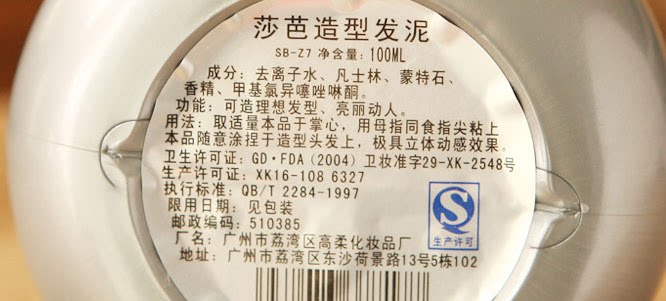 莎芭造型发泥
SB-Z7 净含量:100ML
成分:去离子水、凡士林、蒙特石、
香精、甲基氯异噻唑啉酮。
功能:可造理想发型、亮丽动人。
用法:取适量本品于掌心,用母指同食指尖粘上
本品随意涂捏于造型头发上,极具立体动感效果。
卫生许可证:GD·FDA(2004)卫妆准字29-XK-2548号
生产许可证:XK16-108 6327
执行标准:QB/T 2284-1997
限用日期:见包装
邮政编码:510385
厂名:广州市荔湾区高柔化妆品厂
地址:广州市荔湾区东沙荷景路13号5栋102
生产许可